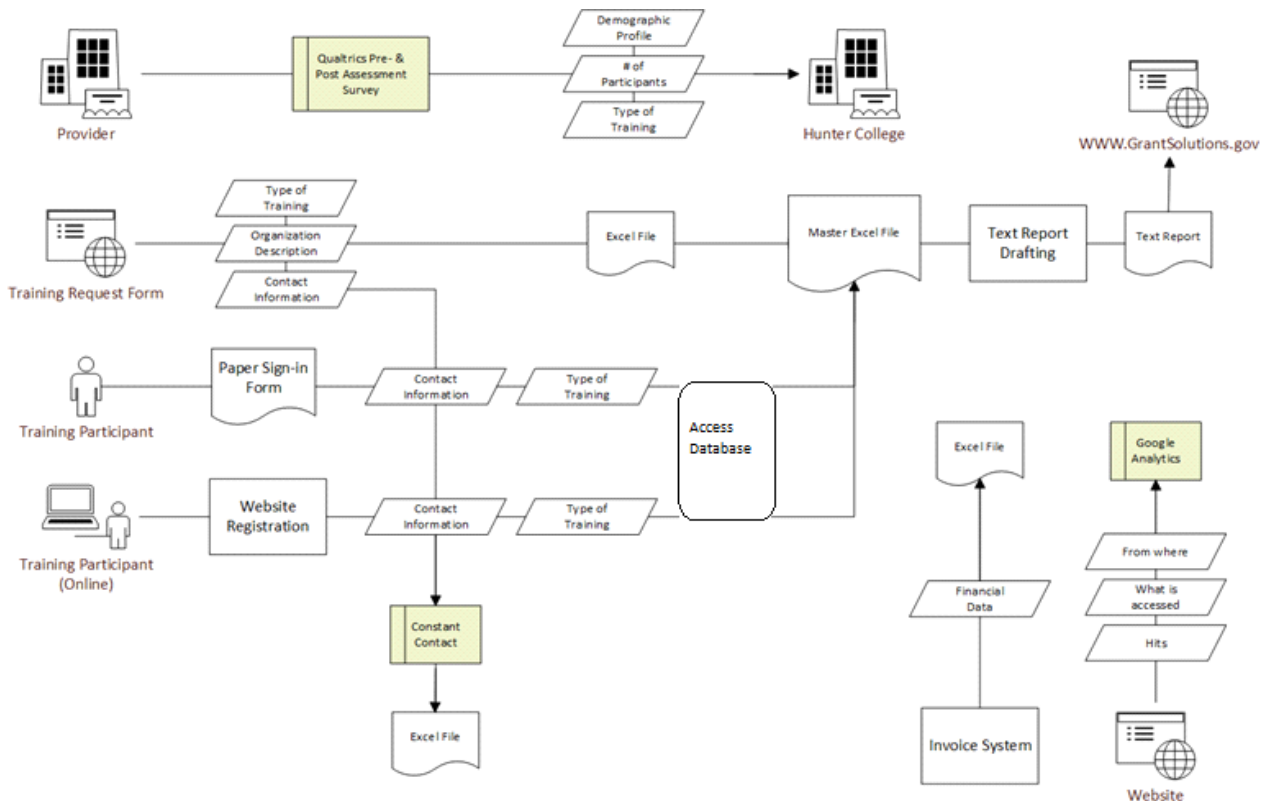 Demographic
Profile
Qualtrics Pre- &
Post Assessment
Survey
# of
Participants
Type of
Training
Provider
Hunter College
WWW.GrantSolutions.gov
Type of
Training
Organization
Description
Contact
Information
Training Request Form
Excel File
Master Excel File
Text Report
Drafting
Text Report
Paper Sign-in
Form
Contact
Information
Type of
Training
Training Participant
Access
Database
Excel File
Google
Analytics
Website
Registration
Contact
Information
Type of
Training
Training Participant
(Online)
From where
Financial
Data
What is
accessed
Hits
Constant
Contact
Excel File
Invoice System
Website